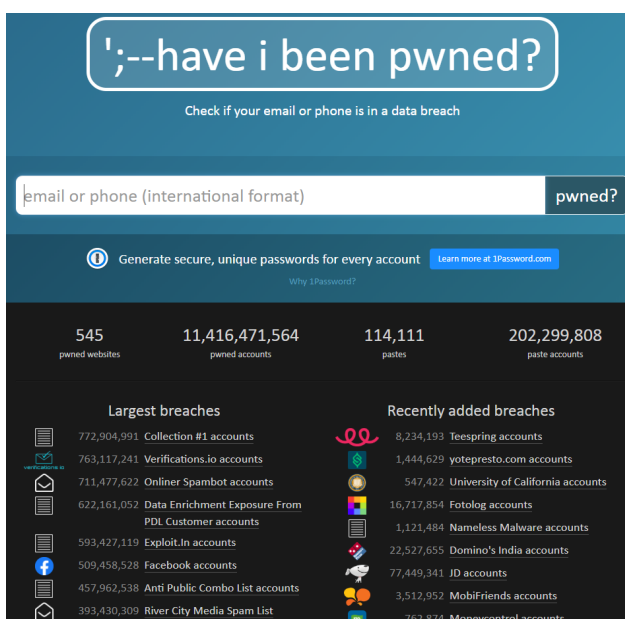 ';--have i been pwned?
Check if your email or phone is in a data breach
email or phone (international format)
pwned?
Generate secure, unique passwords for every account
Learn more at 1Password.com
Why 1Password?
545
pwned websites
11,416,471,564
pwned accounts
114,111
pastes
202,299,808
paste accounts
Largest breaches
772,904,991 Collection #1 accounts
verifications.io
763,117,241 Verifications.io accounts
711,477,622 Onliner Spambot accounts
622,161,052 Data Enrichment Exposure From
PDL Customer accounts
593,427,119 Exploit.In accounts
509,458,528 Facebook accounts
457,962,538 Anti Public Combo List accounts
393,430,309 River City Media Spam List
Recently added breaches
8,234,193 Teespring accounts
1,444,629 yotepresto.com accounts
547,422 University of California accounts
16,717,854 Fotolog accounts
1,121,484 Nameless Malware accounts
22,527,655 Domino's India accounts
77,449,341 JD accounts
3,512,952 MobiFriends accounts
762,874 Moneycontrol accounts